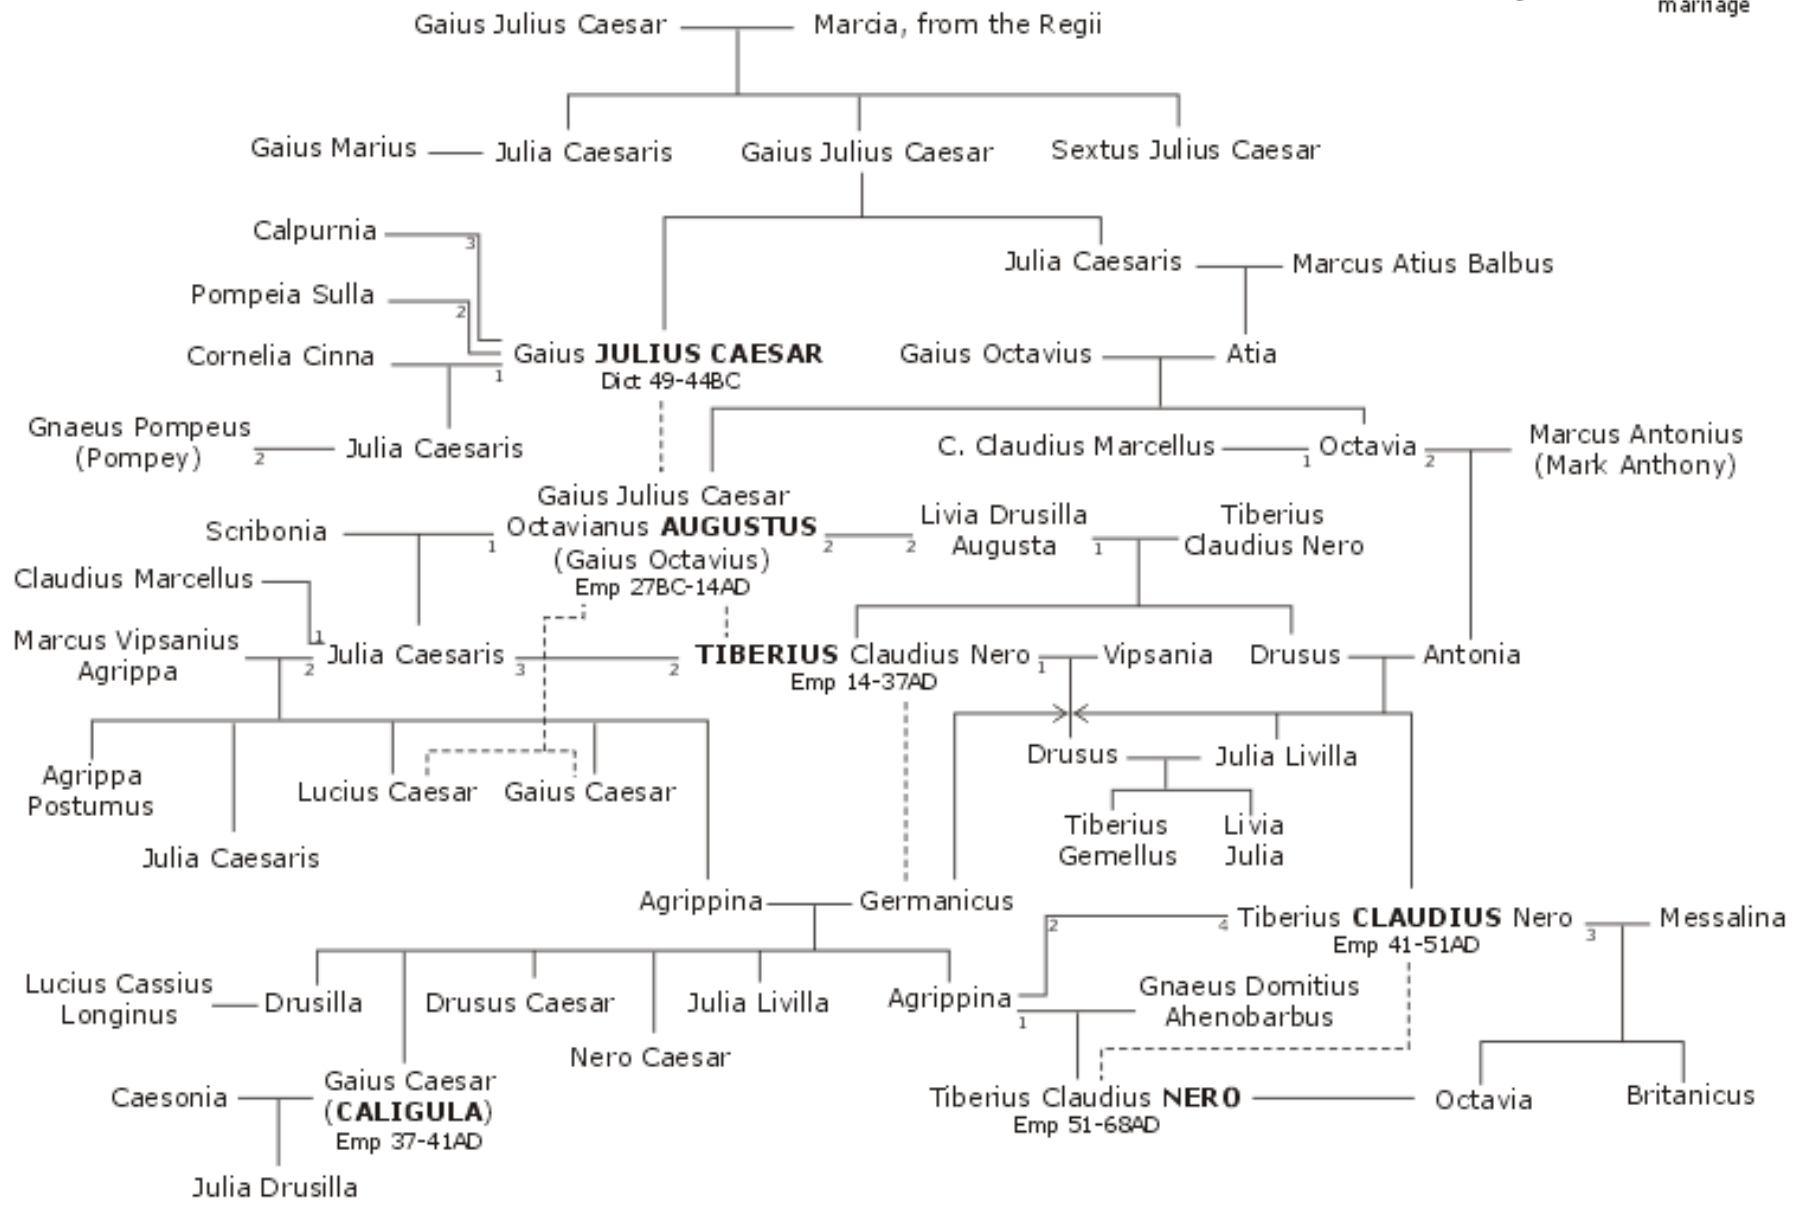 marriage
Gaius Julius Caesar
Marcia, from the Regii
Gaius Marius
Julia Caesaris
Gaius Julius Caesar
Sextus Julius Caesar
Calpurnia
3
Julia Caesaris
Marcus Atius Balbus
Pompeia Sulla
2
Cornelia Cinna
1
Gaius JULIUS CAESAR
Dict 49-44BC
Gaius Octavius
Atia
Gnaeus Pompeus
(Pompey)
2
Julia Caesaris
C. Claudius Marcellus
1
Octavia
2
Marcus Antonius
(Mark Anthony)
Scribonia
1
Gaius Julius Caesar
Octavianus AUGUSTUS
(Gaius Octavius)
Emp 27BC-14AD
2
2
Livia Drusilla
Augusta
1
Tiberius
Claudius Nero
Claudius Marcellus
1
Marcus Vipsanius
Agrippa
2
Julia Caesaris
3
2
TIBERIUS Claudius Nero
Emp 14-37AD
1
Vipsania
Drusus
Antonia
Agrippa
Postumus
Julia Caesaris
Lucius Caesar
Gaius Caesar
Drusus
Julia Livilla
Tiberius
Gemellus
Livia
Julia
Agrippina
Germanicus
2
4
Tiberius CLAUDIUS Nero
Emp 41-51AD
3
Messalina
Lucius Cassius
Longinus
Drusilla
Drusus Caesar
Julia Livilla
Agrippina
1
Gnaeus Domitius
Ahenobarbus
Nero Caesar
Caesonia
Gaius Caesar
(CALIGULA)
Emp 37-41AD
Tiberius Claudius NERO
Emp 51-68AD
Octavia
Britanicus
Julia Drusilla